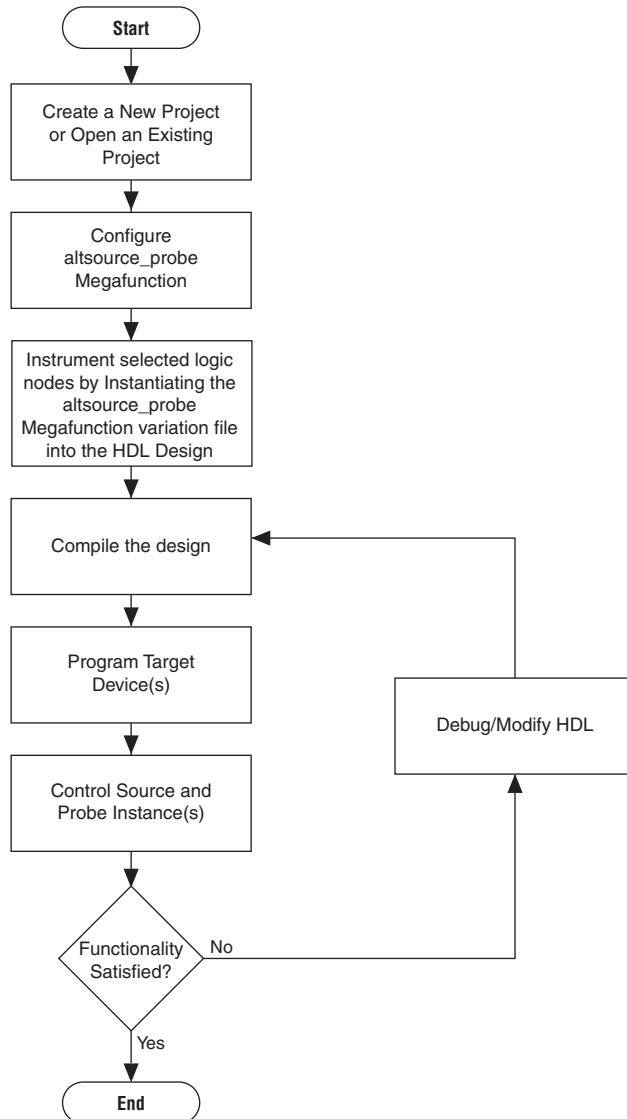 Start
Create a New Project
or Open an Existing
Project
Configure
altsource_probe
Megafunction
Instrument selected logic
nodes by Instantiating the
altsource_probe
Megafunction variation file
into the HDL Design
Compile the design
Program Target
Device(s)
Debug/Modify HDL
Control Source and
Probe Instance(s)
Functionality
Satisfied?
No
Yes
End